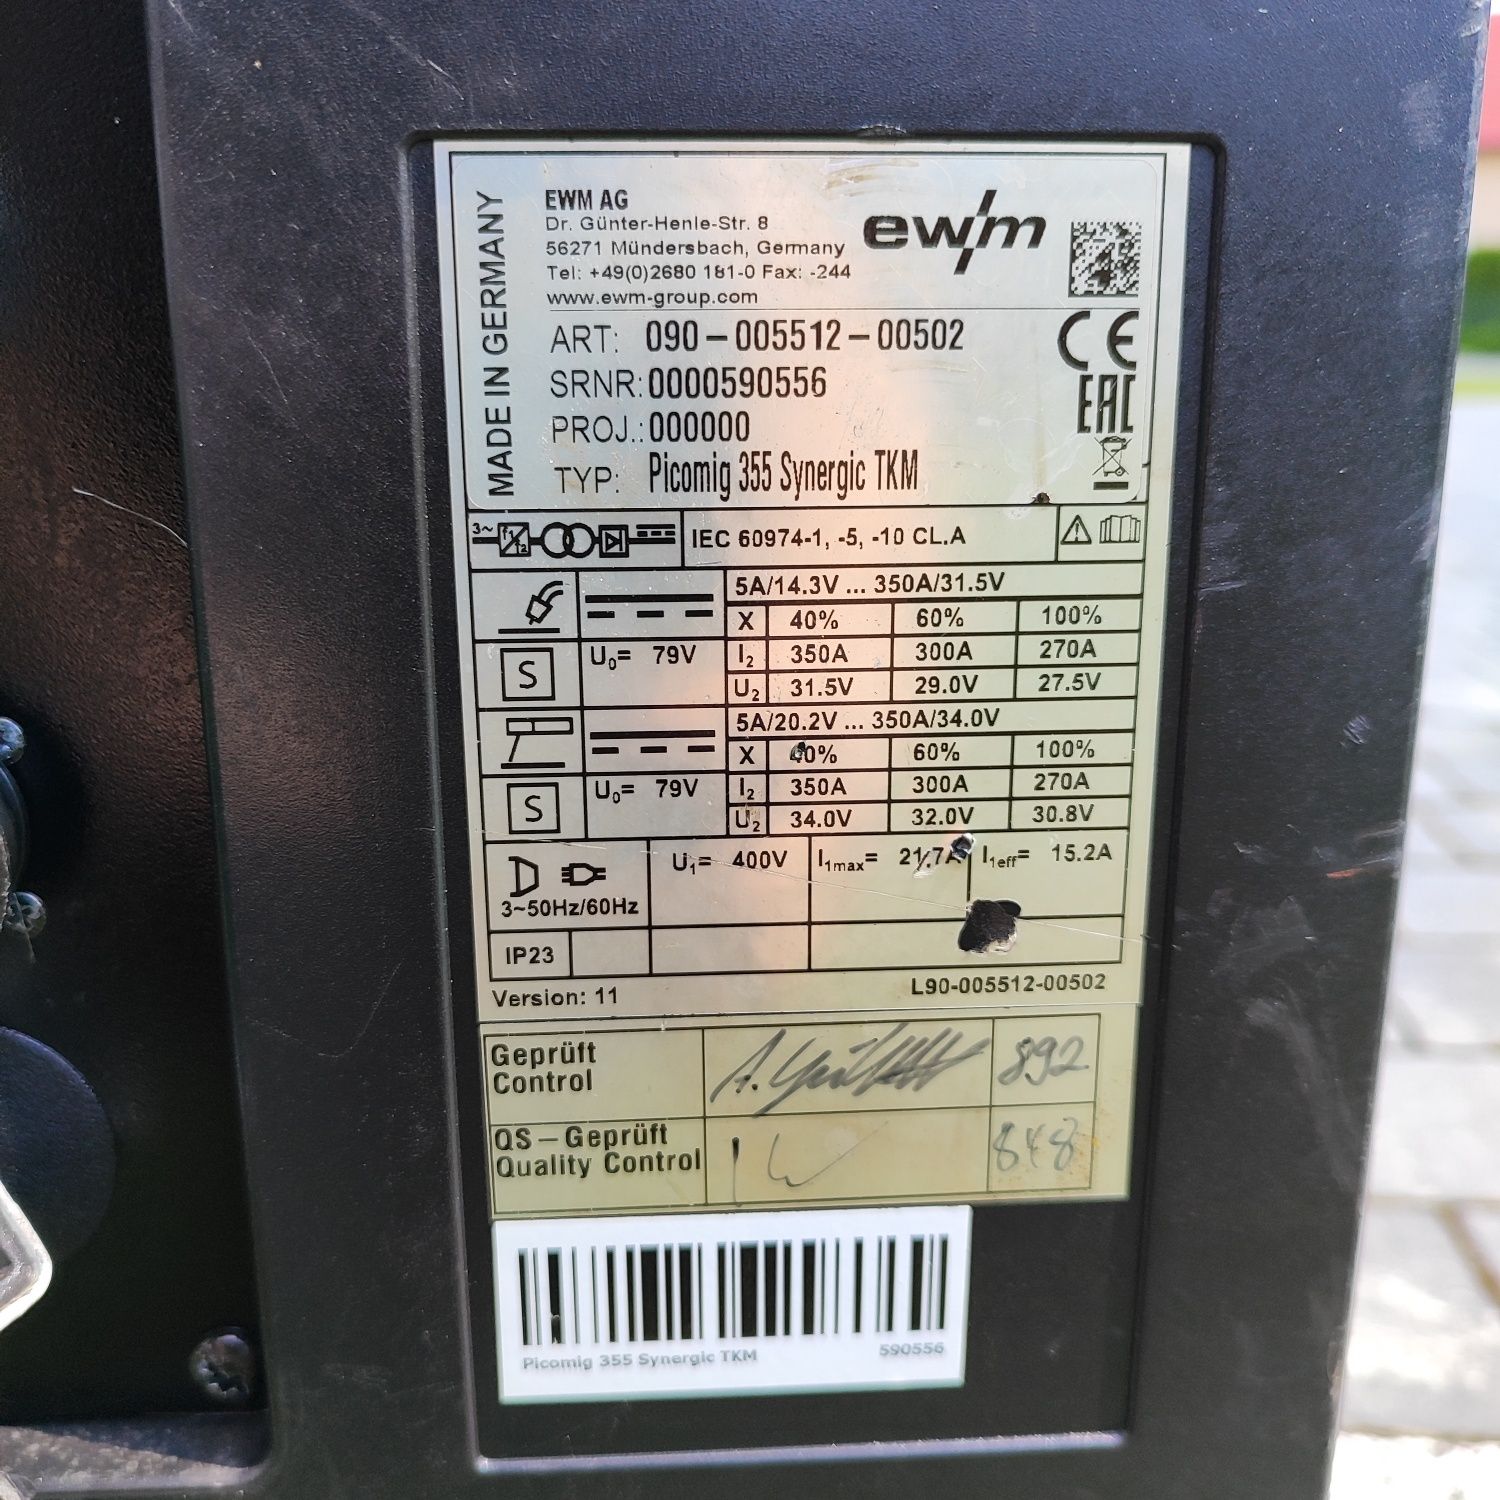 MADE IN GERMANY
EWM AG
Dr. Günter-Henle-Str. 8
56271 Mündersbach, Germany
Tel: +49(0)2680 181-0 Fax: -244
www.ewm-group.com
ewm
ART: 090-005512-00502
SRNR: 0000590556
PROJ.: 000000
TYP: Picomig 355 Synergic TKM
CE
EAC
3~ f1 f2
IEC 60974-1, -5, -10 CL.A
5A/14.3V ... 350A/31.5V
X 40% 60% 100%
S U0= 79V I2 350A 300A 270A
U2 31.5V 29.0V 27.5V
5A/20.2V ... 350A/34.0V
X 40% 60% 100%
S U0= 79V I2 350A 300A 270A
U2 34.0V 32.0V 30.8V
U1= 400V I1max= 21.7A I1eff= 15.2A
3~50Hz/60Hz
IP23
Version: 11 L90-005512-00502
Geprüft
Control
892
QS-Geprüft
Quality Control
848
Picomig 355 Synergic TKM 590556